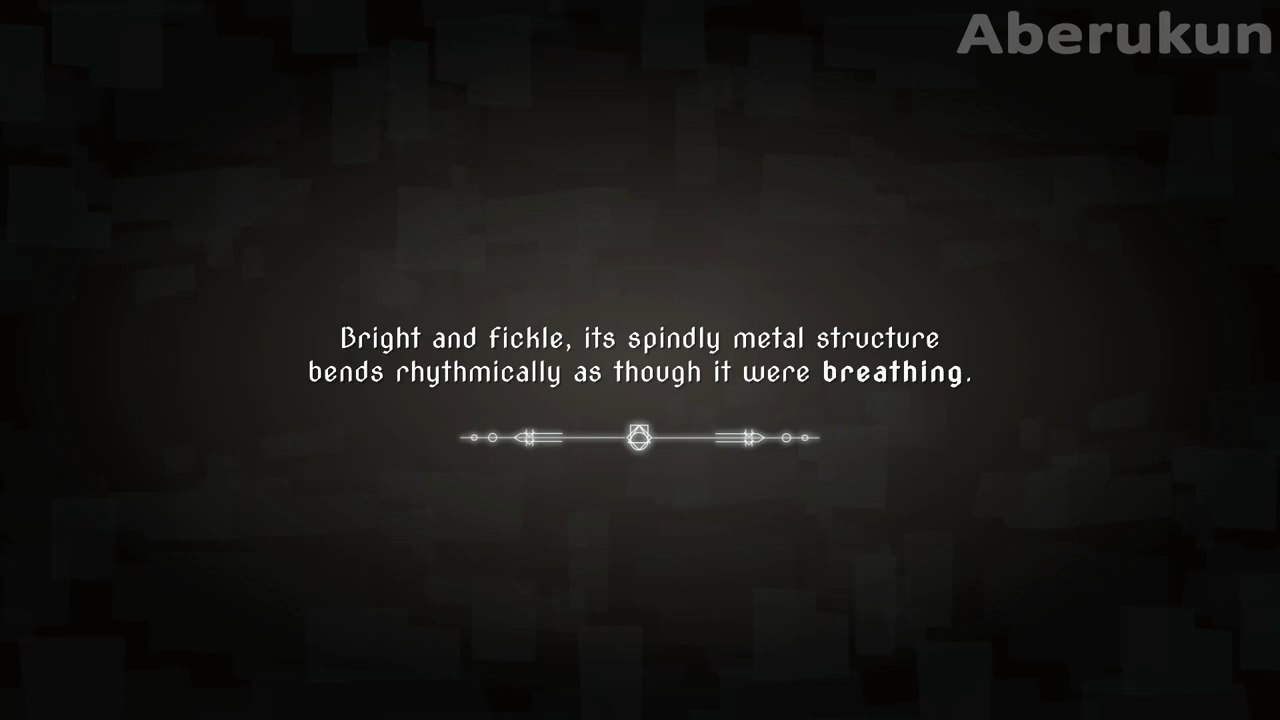 Aberukun
Bright and fickle, its spindly metal structure
bends rhythmically as though it were breathing.